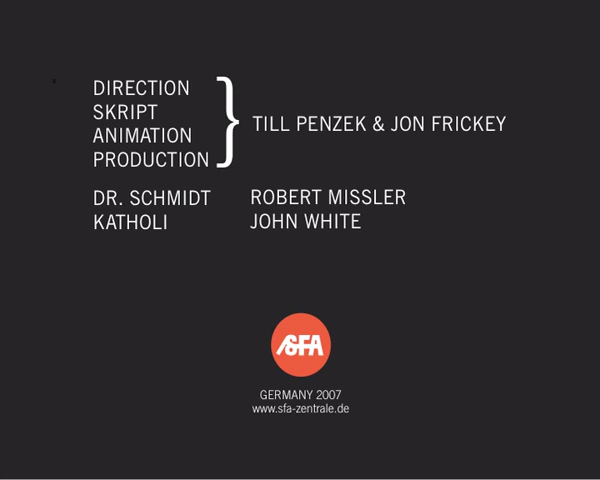 DIRECTION
SKRIPT
ANIMATION
PRODUCTION
} TILL PENZEK & JON FRICKEY
DR. SCHMIDT ROBERT MISSLER
KATHOLI JOHN WHITE
SFA
GERMANY 2007
www.sfa-zentrale.de